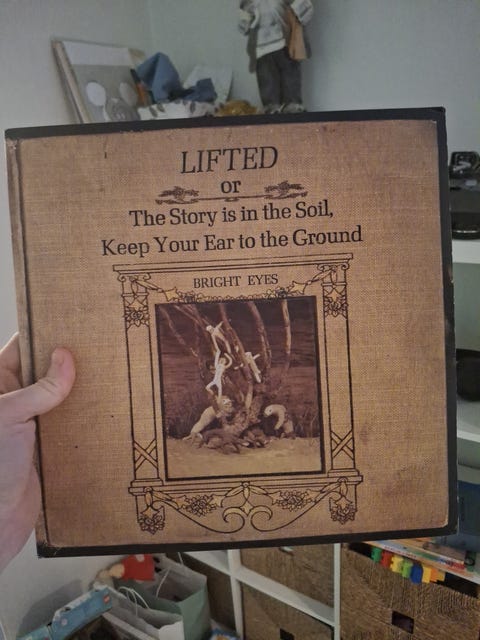 LIFTED
or
The Story is in the Soil,
Keep Your Ear to the Ground
BRIGHT EYES